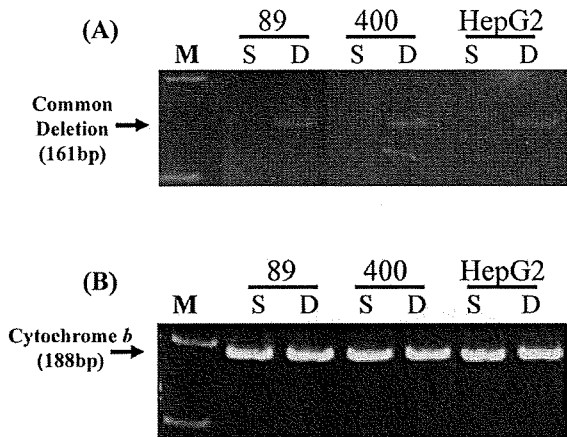 (A)
89 400 HepG2
M S D S D S D
Common
Deletion
(161bp)
(B)
89 400 HepG2
M S D S D S D
Cytochrome b
(188bp)